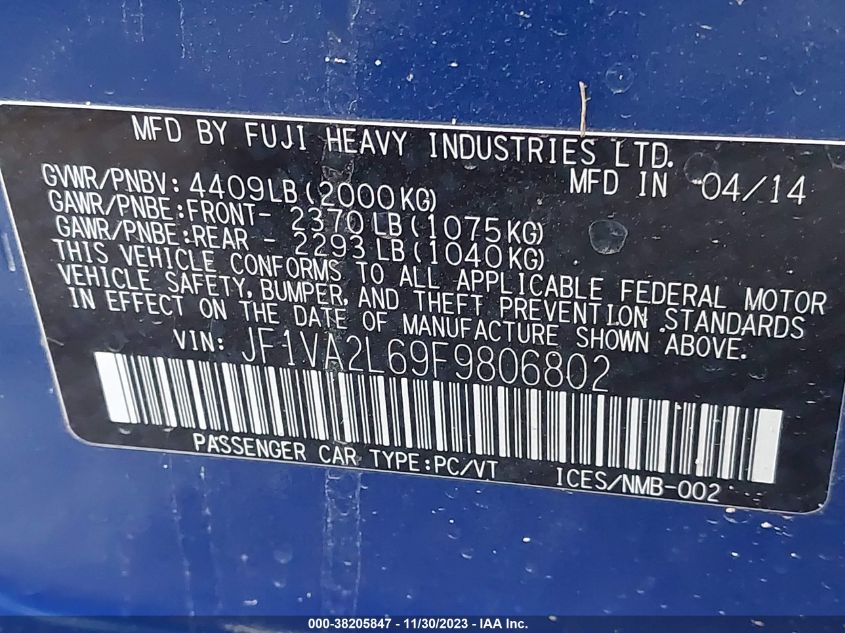 MFD BY FUJI HEAVY INDUSTRIES LTD.
MFD IN 04/14
GVWR/PNBV: 4409LB(2000KG)
GAWR/PNBE:FRONT- 2370LB(1075KG)
GAWR/PNBE:REAR - 2293LB(1040KG)
THIS VEHICLE CONFORMS TO ALL APPLICABLE FEDERAL MOTOR
VEHICLE SAFETY, BUMPER, AND THEFT PREVENTION STANDARDS
IN EFFECT ON THE DATE OF MANUFACTURE SHOWN ABOVE.
VIN: JF1VA2L69F9806802
PASSENGER CAR TYPE:PC/VT ICES/NMB-002
000-38205847 - 11/30/2023 - IAAI.com